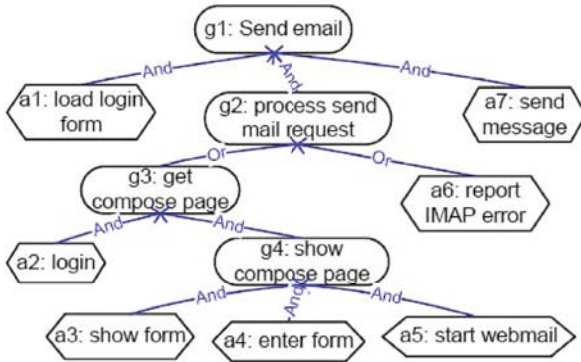 g1: Send email
And
And
And
a1: load login
form
g2: process send
mail request
a7: send
message
Or
Or
g3: get
compose page
a6: report
IMAP error
And
And
a2: login
g4: show
compose page
And
And
And
a3: show form
a4: enter form
a5: start webmail